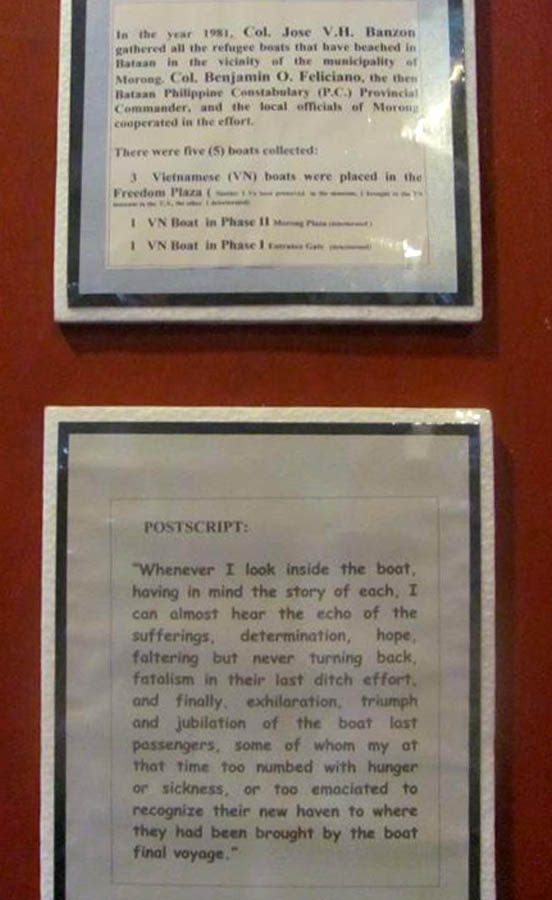 In the year 1981, Col. Jose V.H. Banzon
gathered all the refugee boats that have beached in
Bataan in the vicinity of the municipality of
Morong. Col. Benjamin O. Feliciano, the then
Bataan Philippine Constabulary (P.C.) Provincial
Commander, and the local officials of Morong
cooperated in the effort.
There were five (5) boats collected:
3 Vietnamese (VN) boats were placed in the
Freedom Plaza (
1 VN Boat in Phase II Morong Plaza
1 VN Boat in Phase I Entrance Gate
POSTSCRIPT:
"Whenever I look inside the boat,
having in mind the story of each, I
can almost hear the echo of the
sufferings, determination, hope,
faltering but never turning back,
fatalism in their last ditch effort,
and finally, exhilaration, triumph
and jubilation of the boat last
passengers, some of whom my at
that time too numbed with hunger
or sickness, or too emaciated to
recognize their new haven to where
they had been brought by the boat
final voyage."